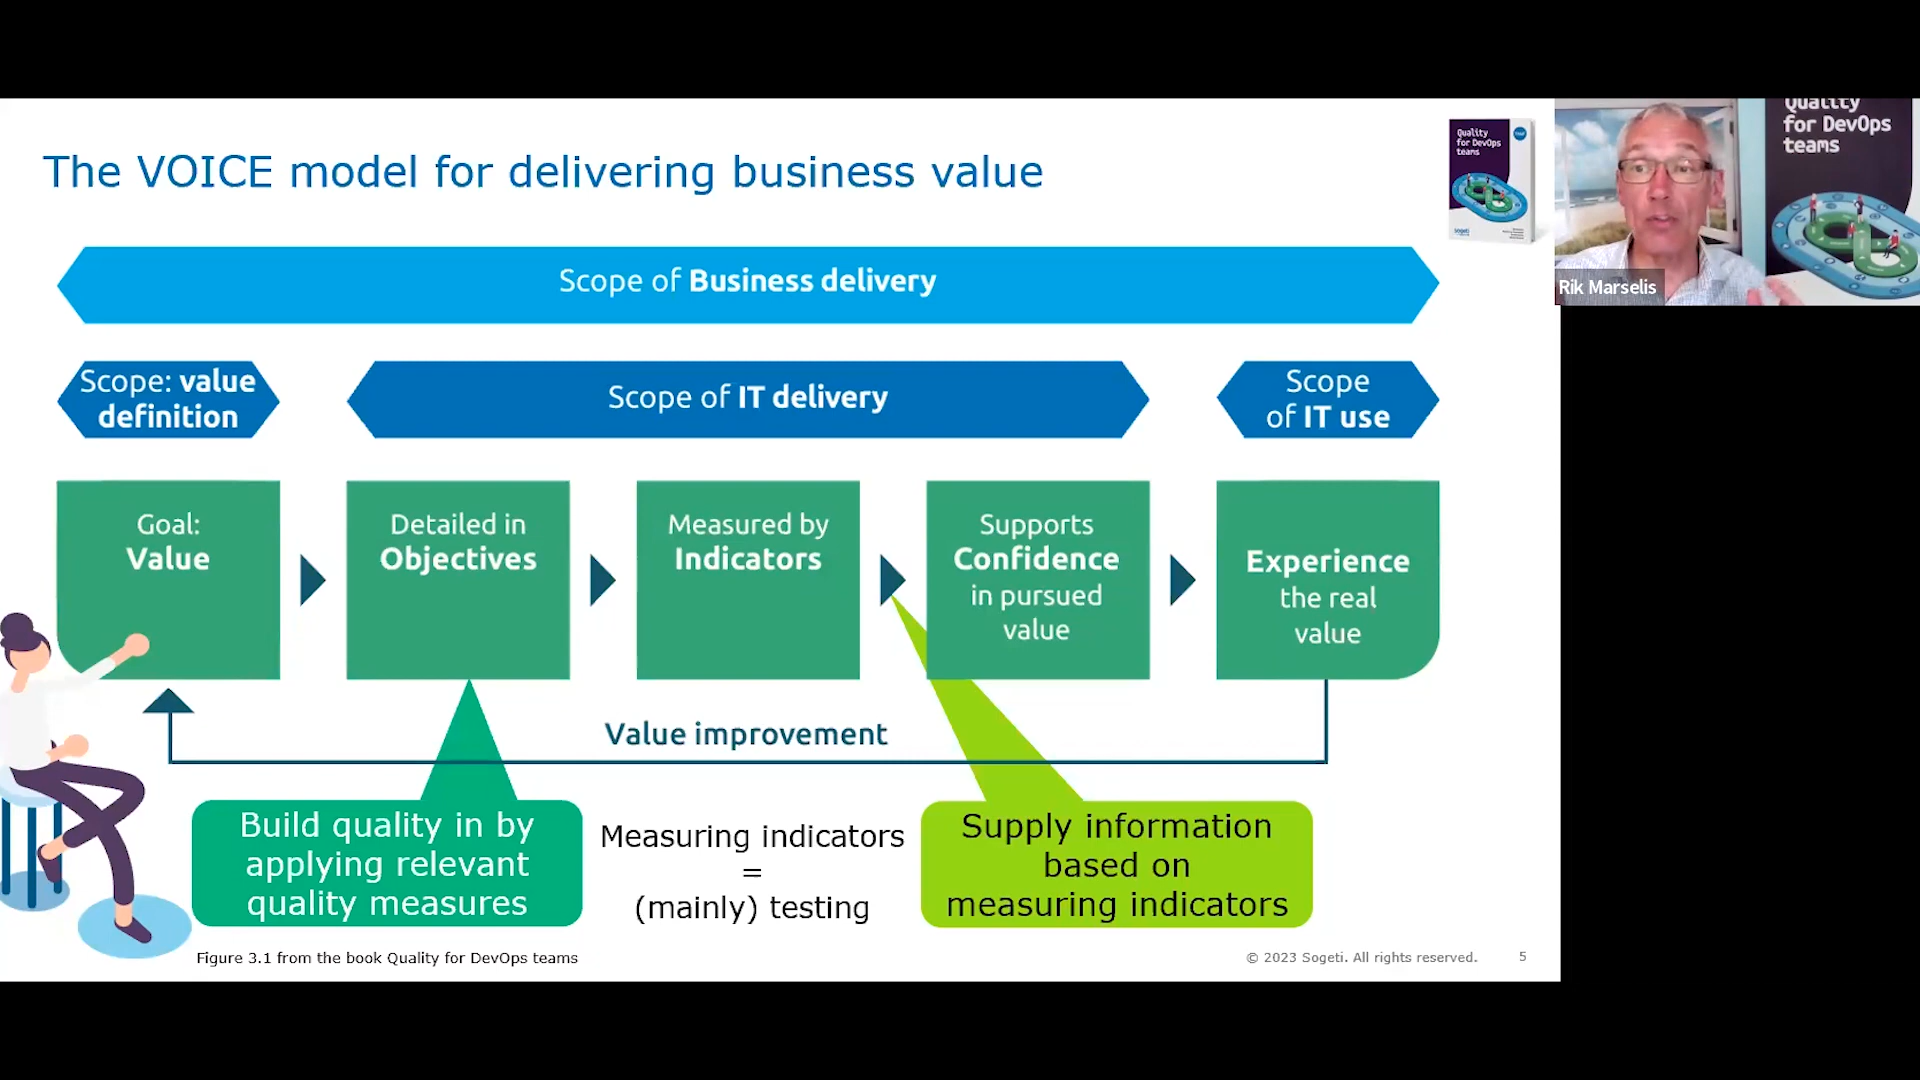 The VOICE model for delivering business value
Quality
for DevOps
teams
sogeti
Quality
for DevOps
teams
Rik Marselis
Scope of Business delivery
Scope: value
definition
Scope of IT delivery
Scope
of IT use
Goal:
Value
Detailed in
Objectives
Measured by
Indicators
Supports
Confidence
in pursued
value
Experience
the real
value
Value improvement
Build quality in by
applying relevant
quality measures
Measuring indicators
=
(mainly) testing
Supply information
based on
measuring indicators
Figure 3.1 from the book Quality for DevOps teams
© 2023 Sogeti. All rights reserved.
5